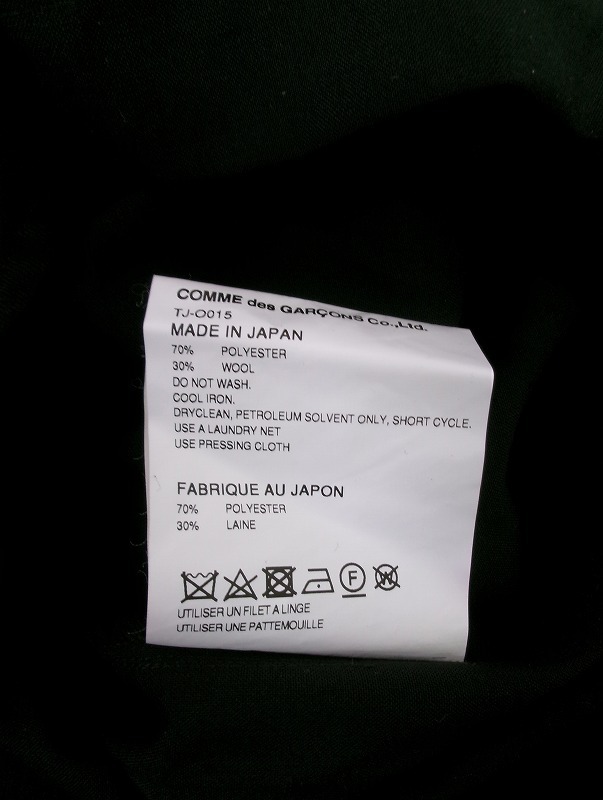 COMME des GARÇONS Co.,Ltd.
TJ-O015
MADE IN JAPAN
70% POLYESTER
30% WOOL
DO NOT WASH.
COOL IRON.
DRYCLEAN, PETROLEUM SOLVENT ONLY, SHORT CYCLE.
USE A LAUNDRY NET
USE PRESSING CLOTH
FABRIQUE AU JAPON
70% POLYESTER
30% LAINE
F W
UTILISER UN FILET A LINGE
UTILISER UNE PATTEMOUILLE